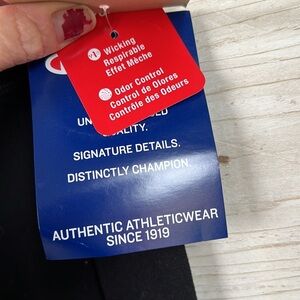 Wicking
Respirable
Effet Mèche
Odor Control
Control de Olores
Contrôle des Odeurs
QUALITY.
SIGNATURE DETAILS.
DISTINCTLY CHAMPION.
AUTHENTIC ATHLETICWEAR
SINCE 1919